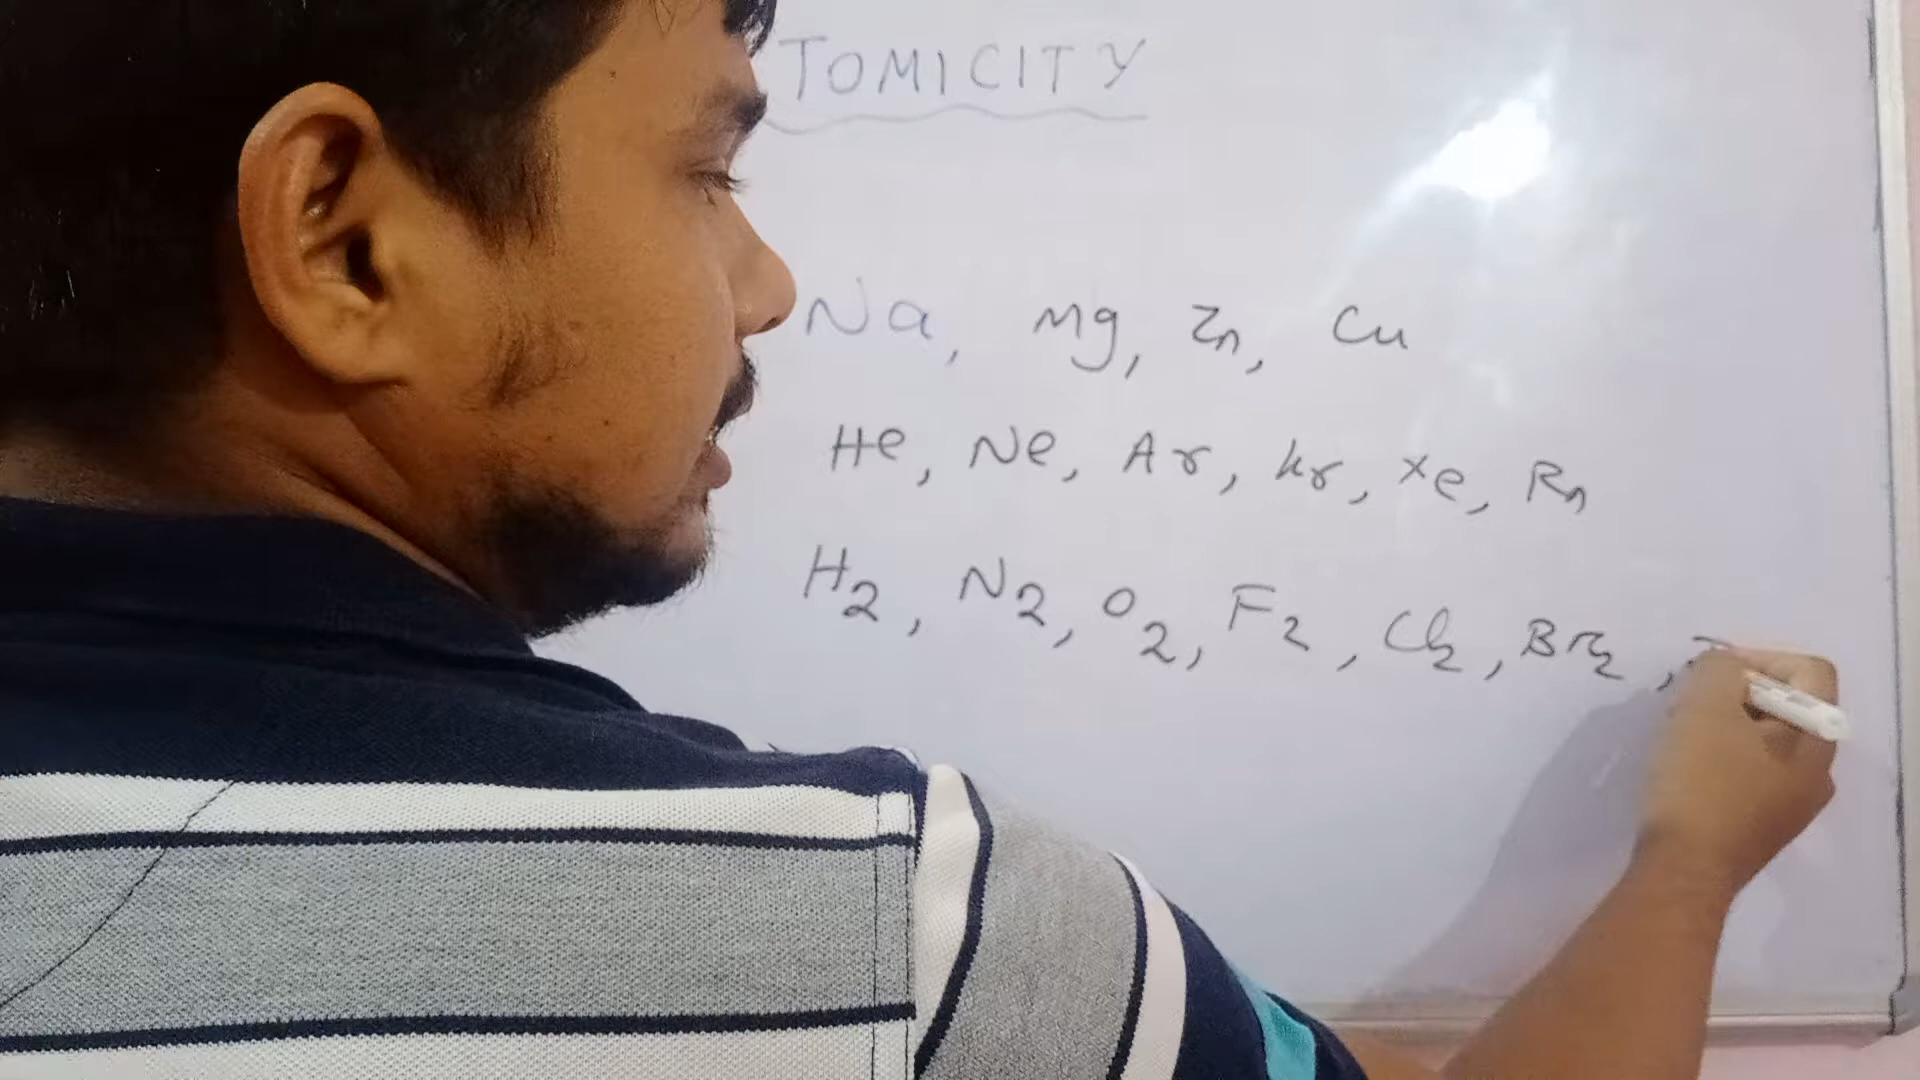 TOMICITY
Na, Mg, Zn, Cu
He, Ne, Ar, Kr, Xe, Rn
H2, N2, O2, F2, Cl2, Br2,